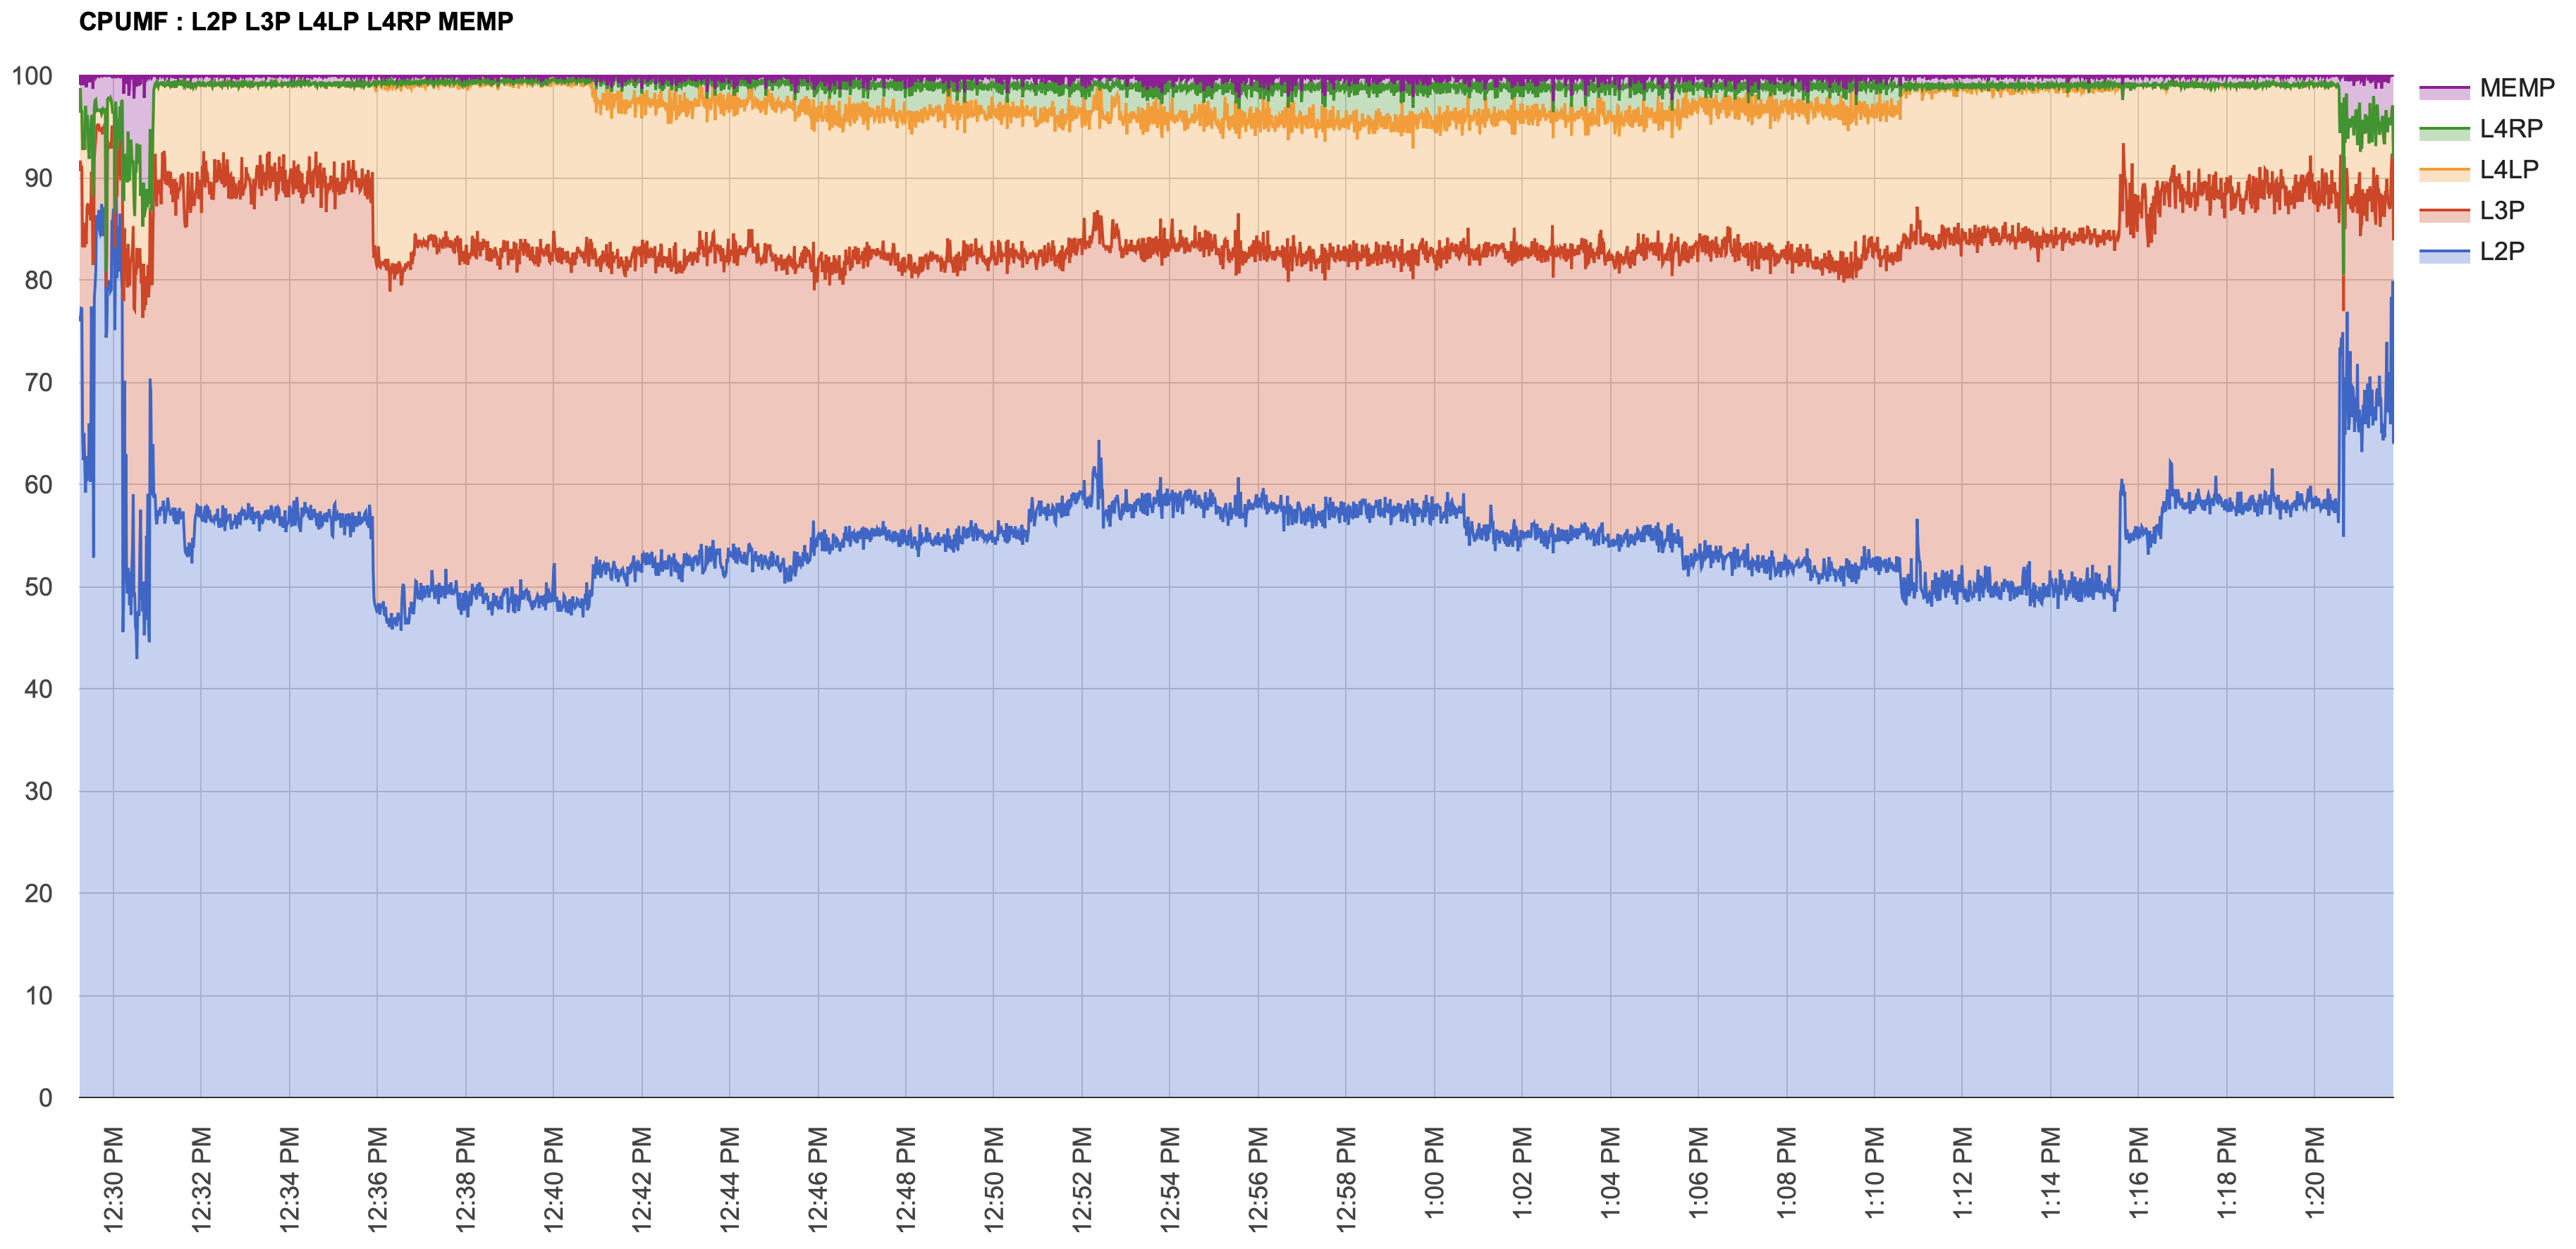 CPUMF : L2P L3P L4LP L4RP MEMP
100
90
80
70
60
50
40
30
20
10
0
MEMP
L4RP
L4LP
L3P
L2P
12:30 PM
12:32 PM
12:34 PM
12:36 PM
12:38 PM
12:40 PM
12:42 PM
12:44 PM
12:46 PM
12:48 PM
12:50 PM
12:52 PM
12:54 PM
12:56 PM
12:58 PM
1:00 PM
1:02 PM
1:04 PM
1:06 PM
1:08 PM
1:10 PM
1:12 PM
1:14 PM
1:16 PM
1:18 PM
1:20 PM